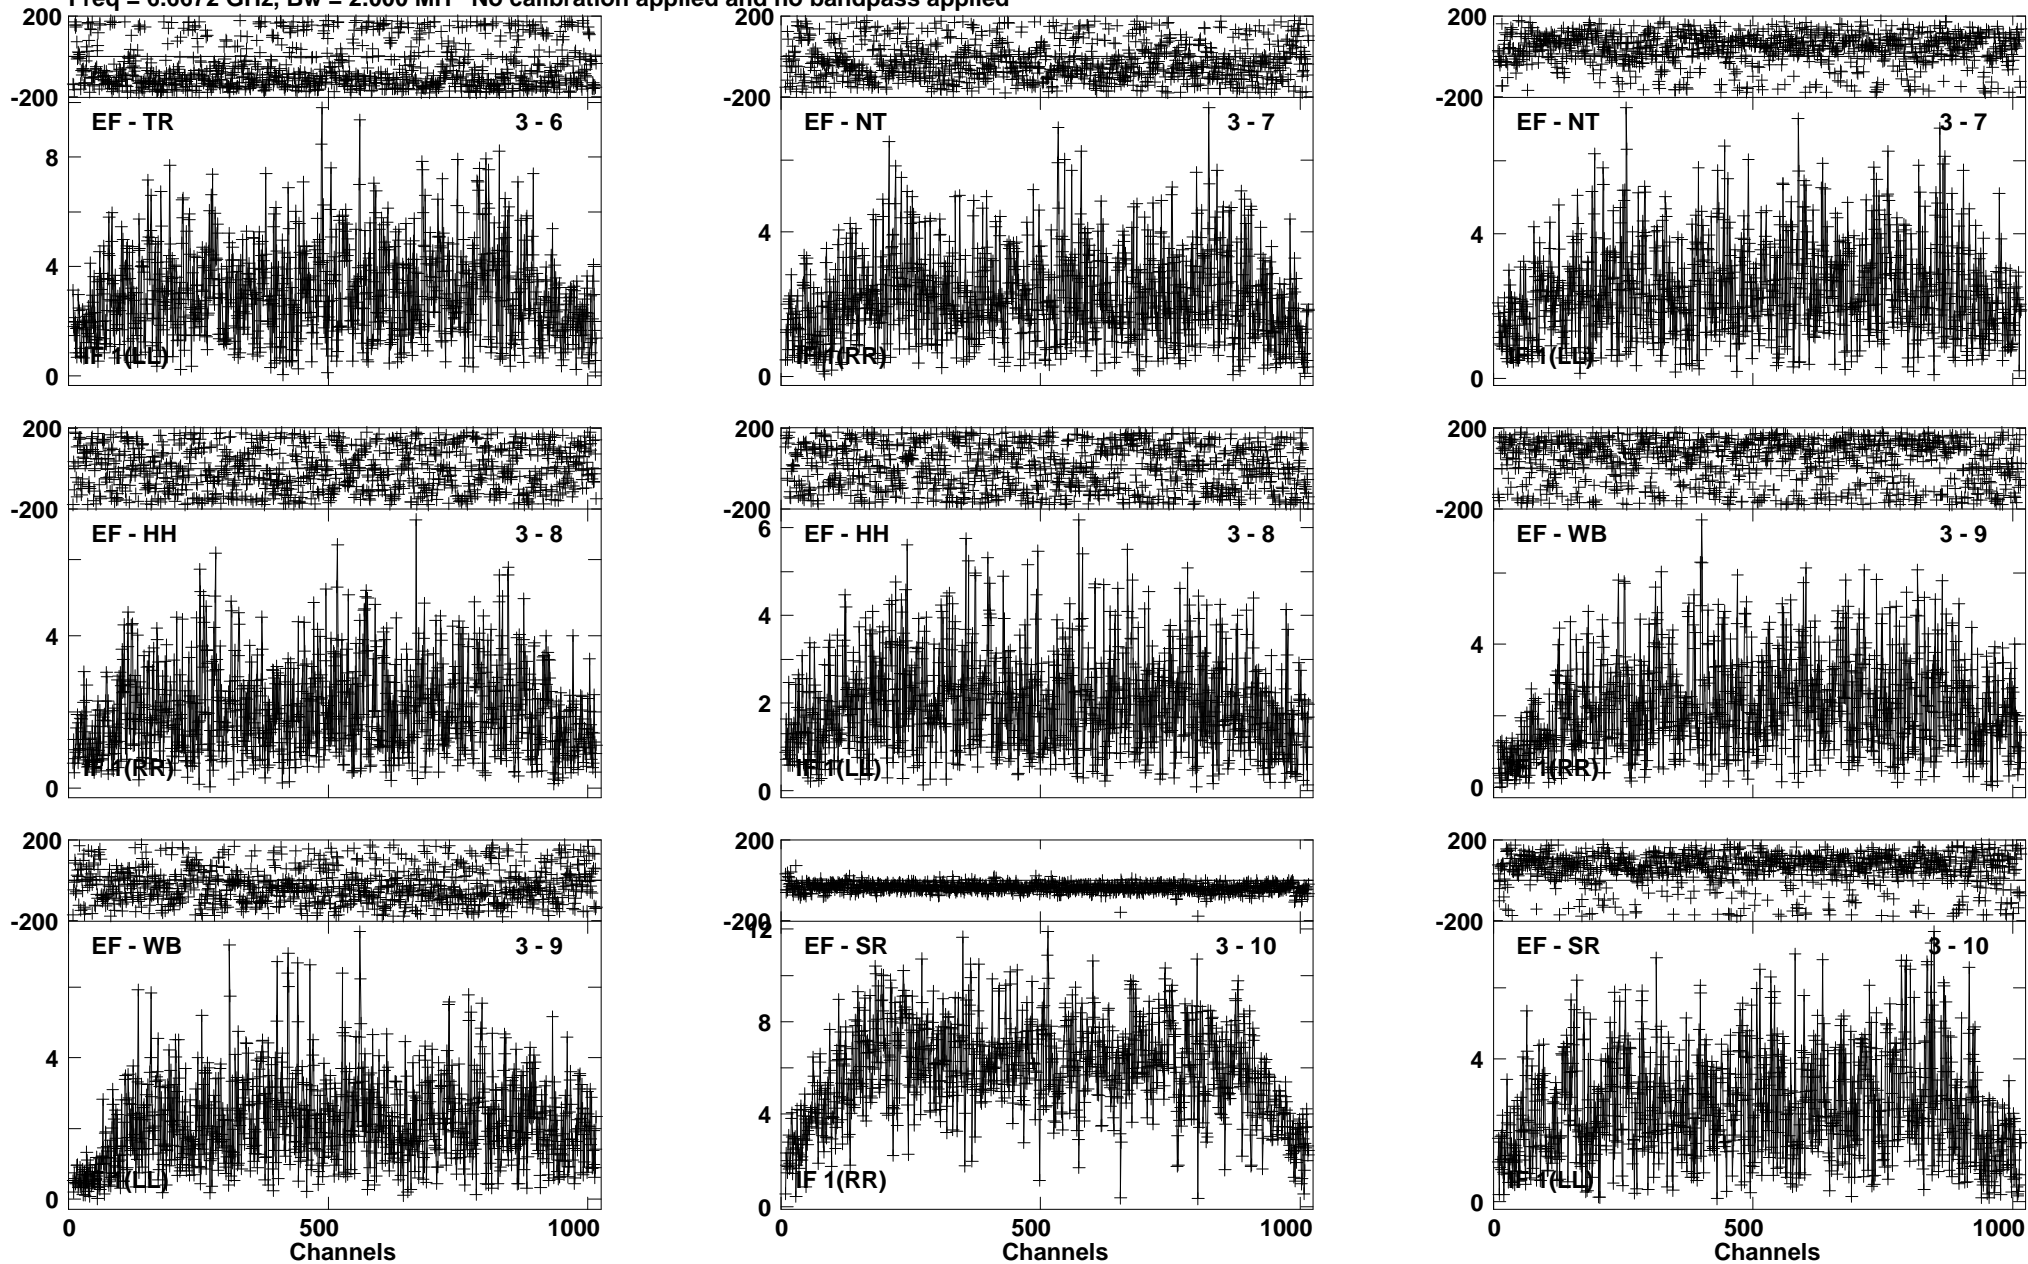 Freq = 6.6672 GHz, Bw = 2.000 MH No calibration applied and no bandpass applied
200
-200
EF - TR 3 - 6
8
4
0
IF 1(LL)
200
-200
EF - NT 3 - 7
4
0
IF 1(RR)
200
-200
EF - NT 3 - 7
4
0
IF 1(LL)
200
-200
EF - HH 3 - 8
4
0
IF 1(RR)
200
-200
6
EF - HH 3 - 8
4
2
0
IF 1(LL)
200
-200
EF - WB 3 - 9
4
0
IF 1(RR)
200
-200
EF - WB 3 - 9
4
0
IF 1(LL)
0 500 1000
Channels
200
-200
12
EF - SR 3 - 10
8
4
0
IF 1(RR)
0 500 1000
Channels
200
-200
EF - SR 3 - 10
4
0
IF 1(LL)
0 500 1000
Channels